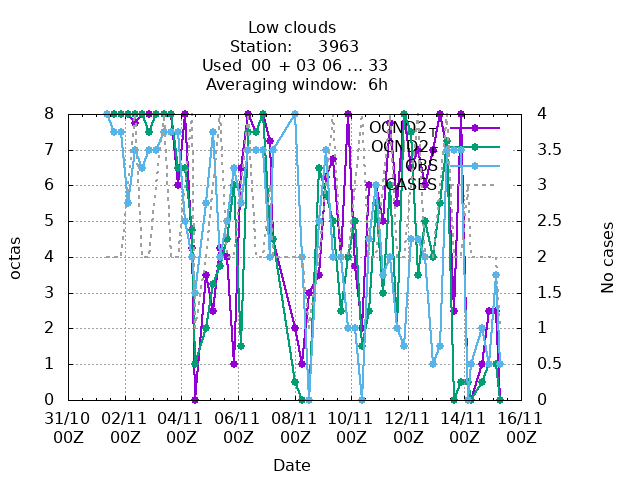 Low clouds
Station: 3963
Used 00 + 03 06 ... 33
Averaging window: 6h
8
7
6
5
4
3
2
1
0
4
3.5
3
2.5
2
1.5
1
0.5
0
octas
No cases
OBS
CASES
31/10 02/11 04/11 06/11 08/11 10/11 12/11 14/11 16/11
00Z 00Z 00Z 00Z 00Z 00Z 00Z 00Z 00Z
Date